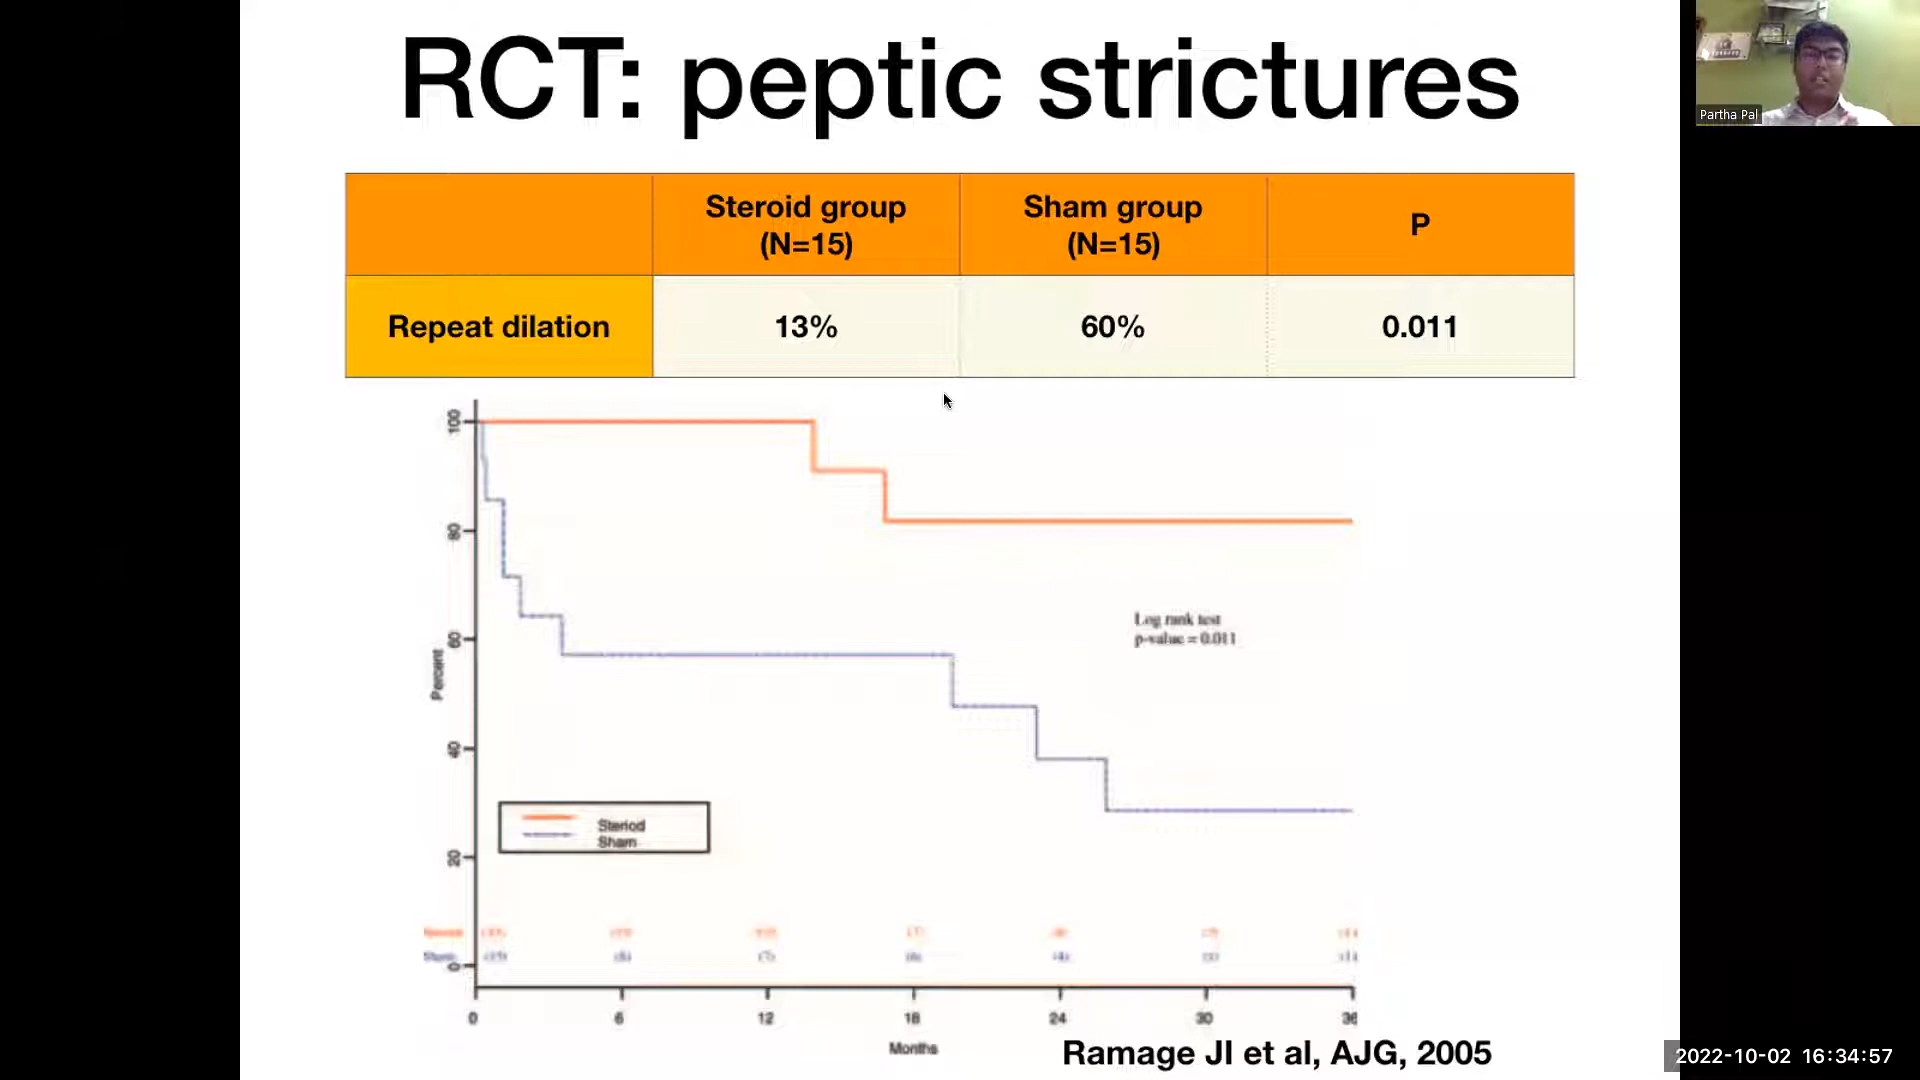 RCT: peptic strictures
Partha Pal
Steroid group
(N=15)
Sham group
(N=15)
P
Repeat dilation
13%
60%
0.011
100
80
60
40
20
0
Percent
Log rank test
p-value = 0.011
Steriod
Sham
0 6 12 18 24 30 36
Months
Ramage JI et al, AJG, 2005
2022-10-02 16:34:57